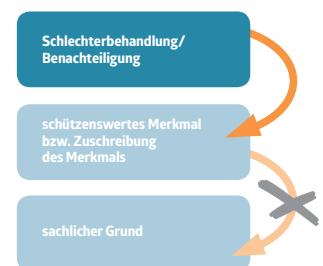 Schlechterbehandlung/
Benachteiligung
schützenswertes Merkmal
bzw. Zuschreibung
des Merkmals
sachlicher Grund